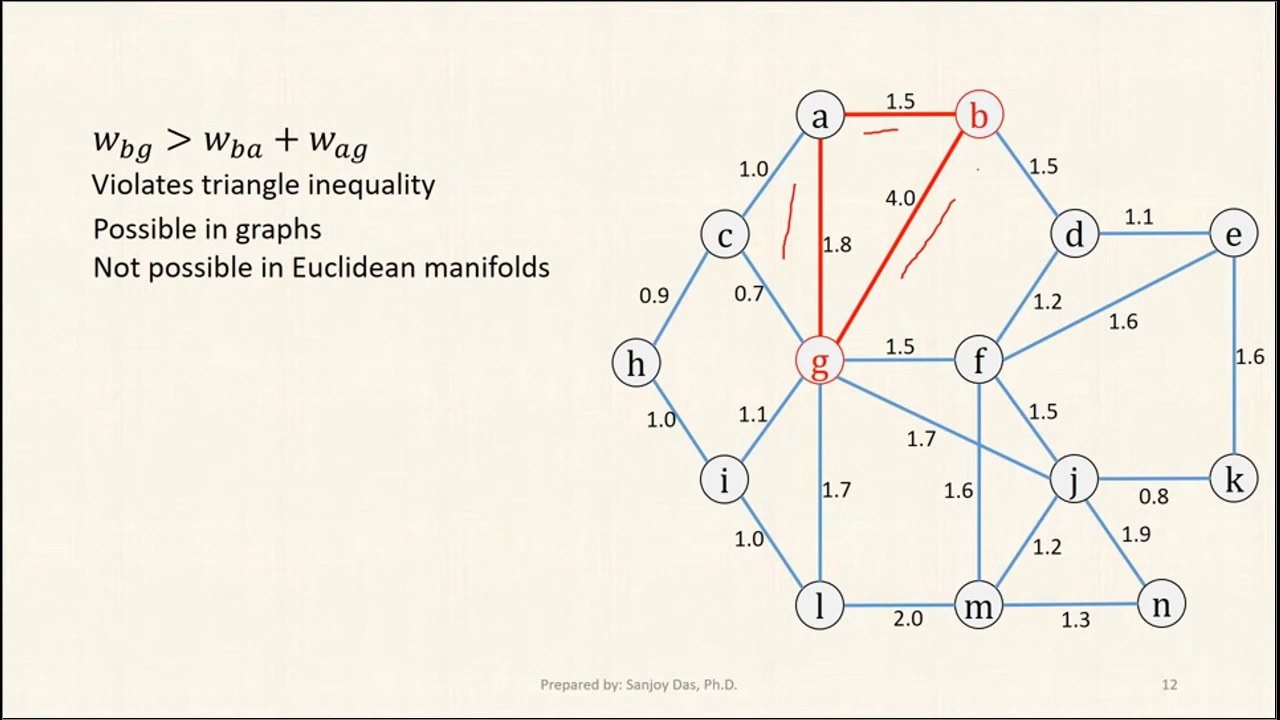 w_bg > w_ba + w_ag
Violates triangle inequality
Possible in graphs
Not possible in Euclidean manifolds
a
1.5
b
1.0
1.8
4.0
1.5
c
d
1.1
e
0.9
0.7
1.2
1.6
1.6
h
g
1.5
f
1.0
1.1
1.7
1.5
i
1.7
1.6
j
0.8
k
1.0
1.2
1.9
l
2.0
m
1.3
n
Prepared by: Sanjoy Das, Ph.D.
12